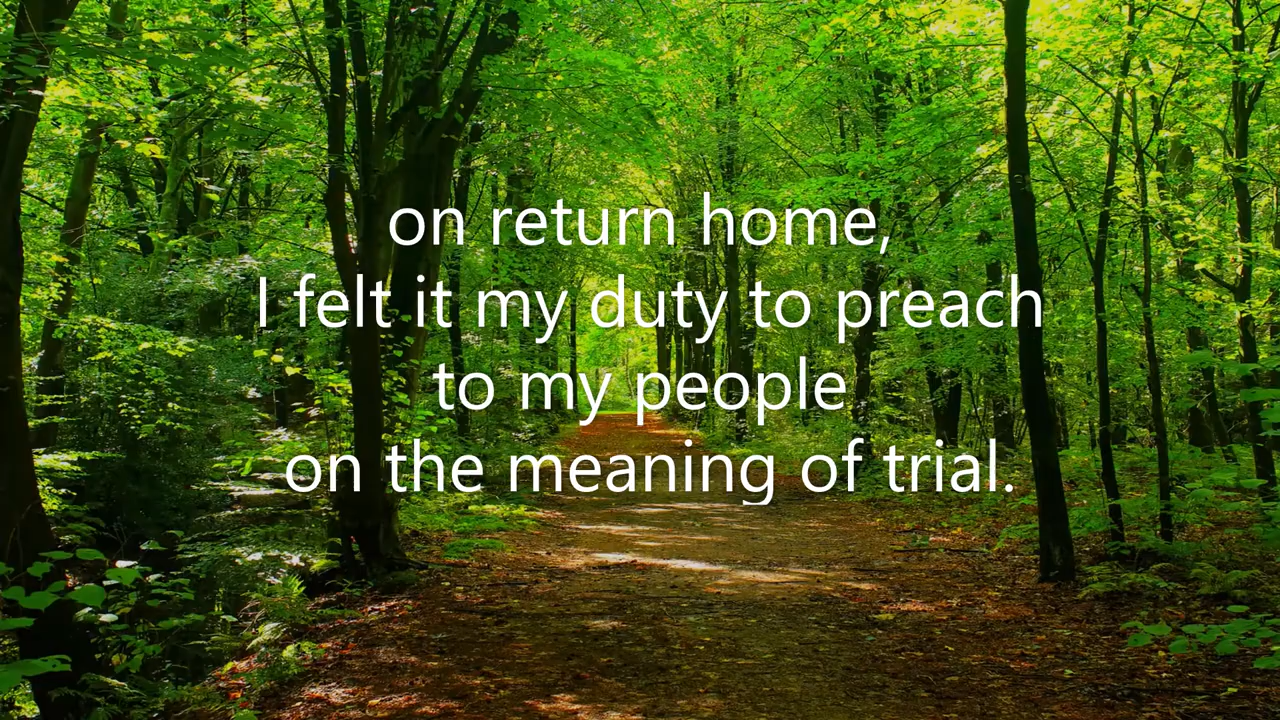 on return home,
I felt it my duty to preach
to my people
on the meaning of trial.